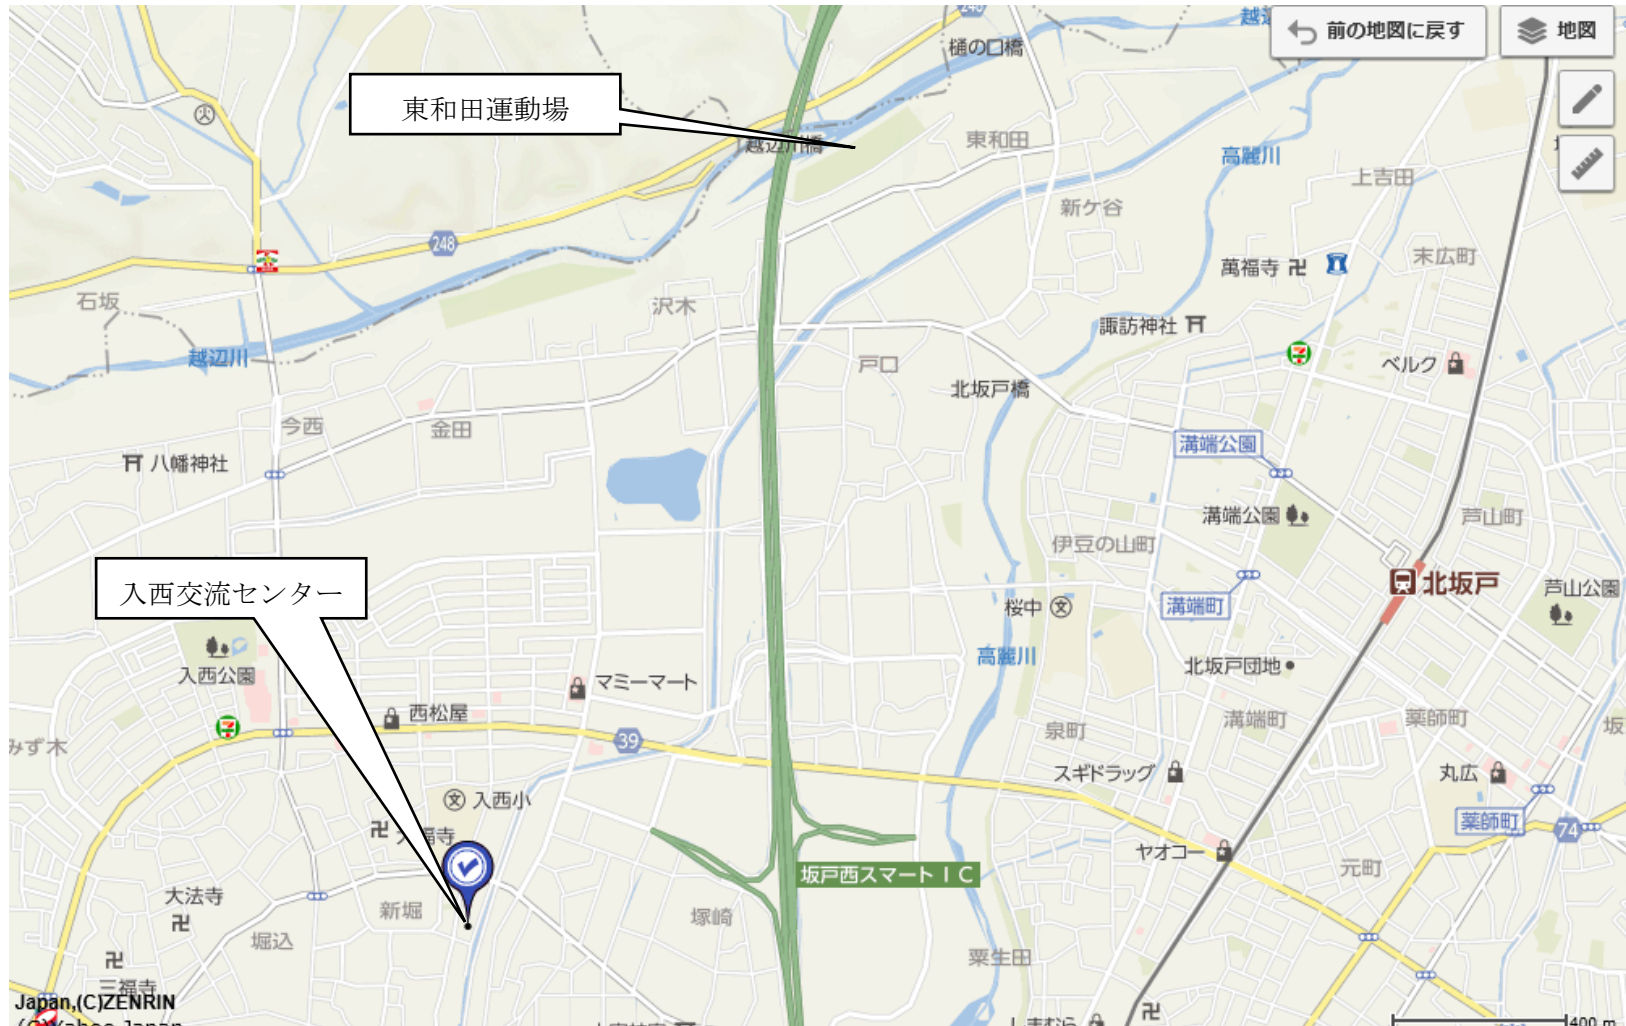 248
樋の口橋
前の地図に戻す
地図
東和田運動場
越辺川橋
東和田
高麗川
上吉田
新ケ谷
248
萬福寺
末広町
石坂
沢木
諏訪神社
越辺川
戸口
ベルク
北坂戸橋
今西
金田
溝端公園
八幡神社
溝端公園
芦山町
伊豆の山町
入西交流センター
北坂戸
芦山公園
桜中
文
溝端町
高麗川
北坂戸団地
入西公園
マミーマート
西松屋
溝端町
薬師町
泉町
39
みず木
スギドラッグ
丸広
文
入西小
薬師町
74
ヤオコー
元町
坂戸西スマートIC
大法寺
新堀
塚崎
堀込
粟生田
三福寺
Japan,(C)ZENRIN
(C)Yahoo Japan
しまむら
400 m